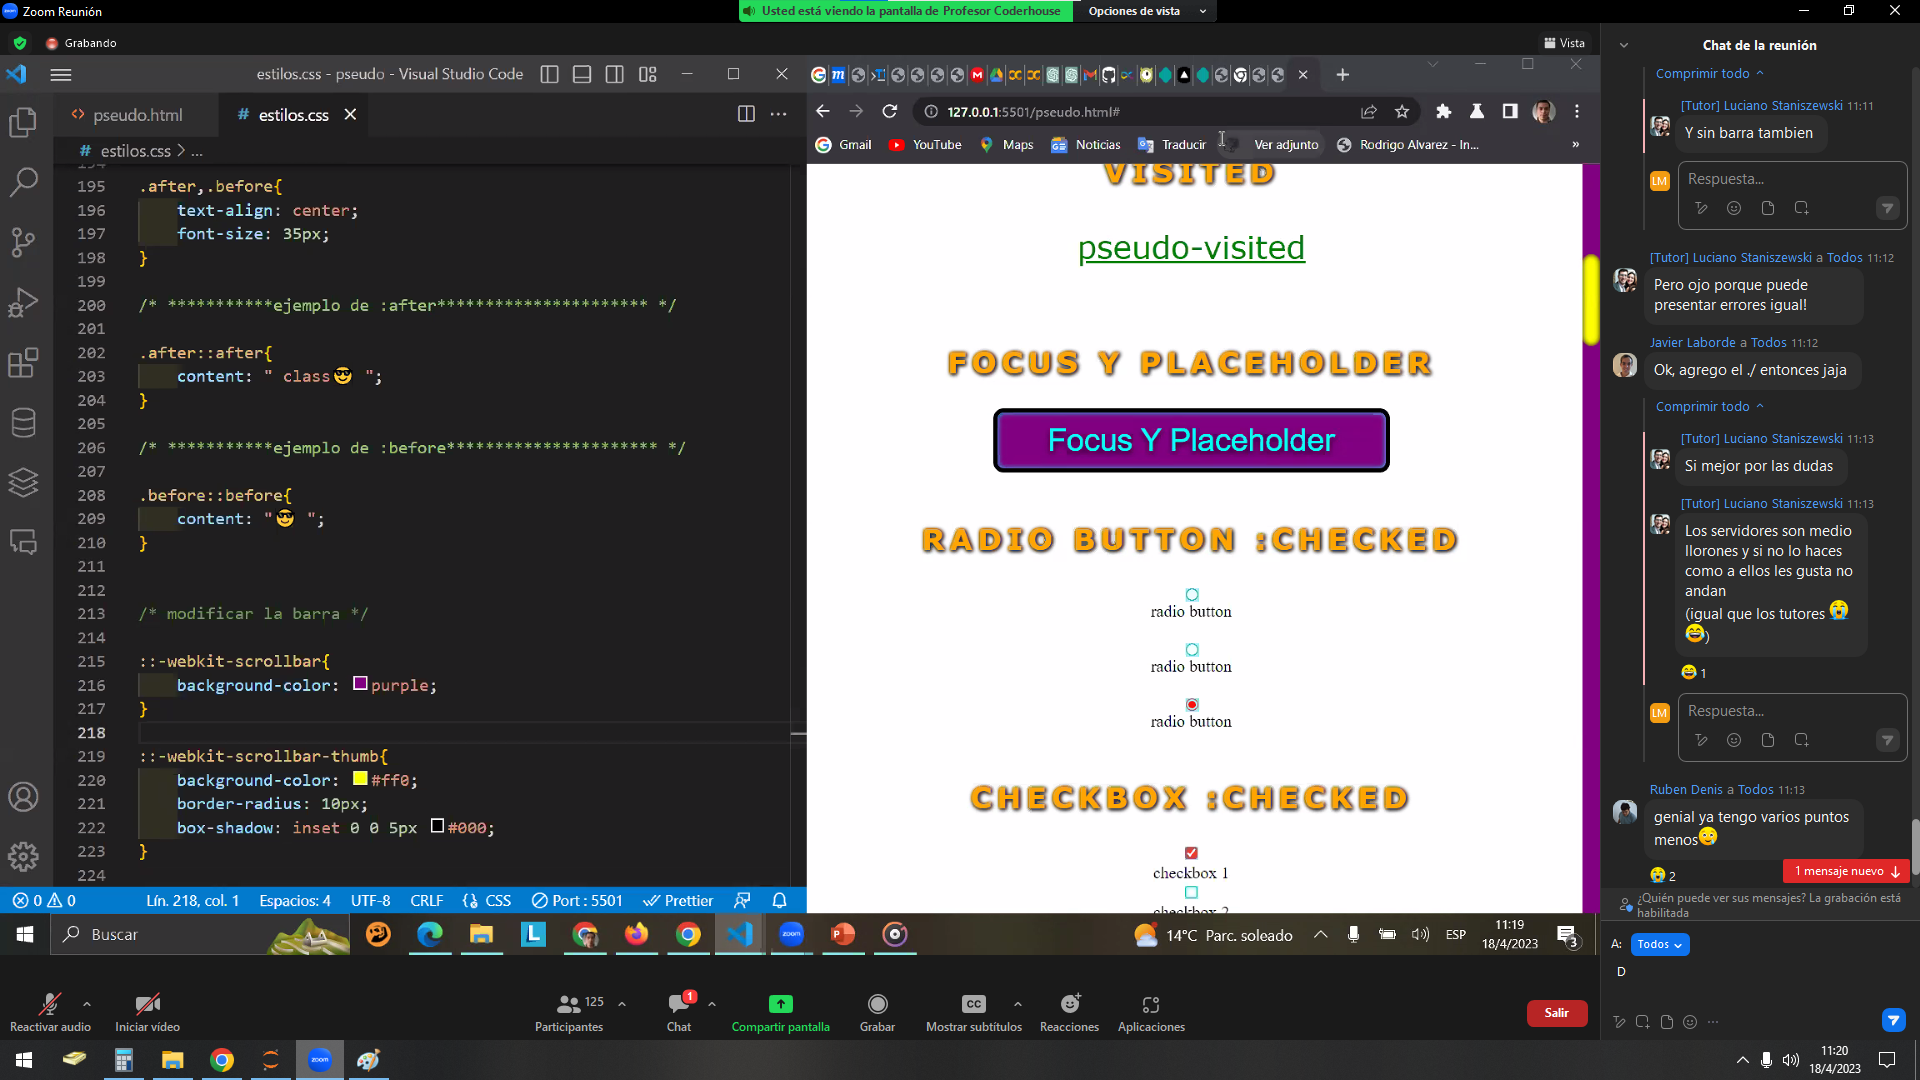 Zoom Reunión
Usted está viendo la pantalla de Profesor Coderhouse
Opciones de vista
Grabando
Vista
estilos.css - pseudo - Visual Studio Code
pseudo.html
# estilos.css
# estilos.css > ...
195 .after,.before{
196 text-align: center;
197 font-size: 35px;
198 }
199
200 /* ***********ejemplo de :after********************** */
201
202 .after::after{
203 content: " class😎 ";
204 }
205
206 /* ***********ejemplo de :before********************** */
207
208 .before::before{
209 content: "😎 ";
210 }
211
212
213 /* modificar la barra */
214
215 ::-webkit-scrollbar{
216 background-color: purple;
217 }
218
219 ::-webkit-scrollbar-thumb{
220 background-color: #ff0;
221 border-radius: 10px;
222 box-shadow: inset 0 0 5px #000;
223 }
224
0 0 Lín. 218, col. 1 Espacios: 4 UTF-8 CRLF CSS Port : 5501 Prettier
127.0.0.1:5501/pseudo.html#
Gmail YouTube Maps Noticias Traducir Ver adjunto Rodrigo Alvarez - In... »
VISITED
pseudo-visited
FOCUS Y PLACEHOLDER
Focus Y Placeholder
RADIO BUTTON :CHECKED
radio button
radio button
radio button
CHECKBOX :CHECKED
checkbox 1
checkbox 2
Buscar
14°C Parc. soleado
ESP
11:19
18/4/2023
3
Chat de la reunión
Comprimir todo
[Tutor] Luciano Staniszewski 11:11
Y sin barra tambien
LM
Respuesta...
[Tutor] Luciano Staniszewski a Todos 11:12
Pero ojo porque puede
presentar errores igual!
Javier Laborde a Todos 11:12
Ok, agrego el ./ entonces jaja
Comprimir todo
[Tutor] Luciano Staniszewski 11:13
Si mejor por las dudas
[Tutor] Luciano Staniszewski 11:13
Los servidores son medio
llorones y si no lo haces
como a ellos les gusta no
andan
(igual que los tutores 😭
😂)
😂 1
LM
Respuesta...
Ruben Denis a Todos 11:13
genial ya tengo varios puntos
menos🥲
😭 2
1 mensaje nuevo ↓
¿Quién puede ver sus mensajes? La grabación está
habilitada
A: Todos
D
Reactivar audio
Iniciar vídeo
125
Participantes
1
Chat
Compartir pantalla
Grabar
CC
Mostrar subtítulos
Reacciones
Aplicaciones
Salir
zoom
11:20
18/4/2023